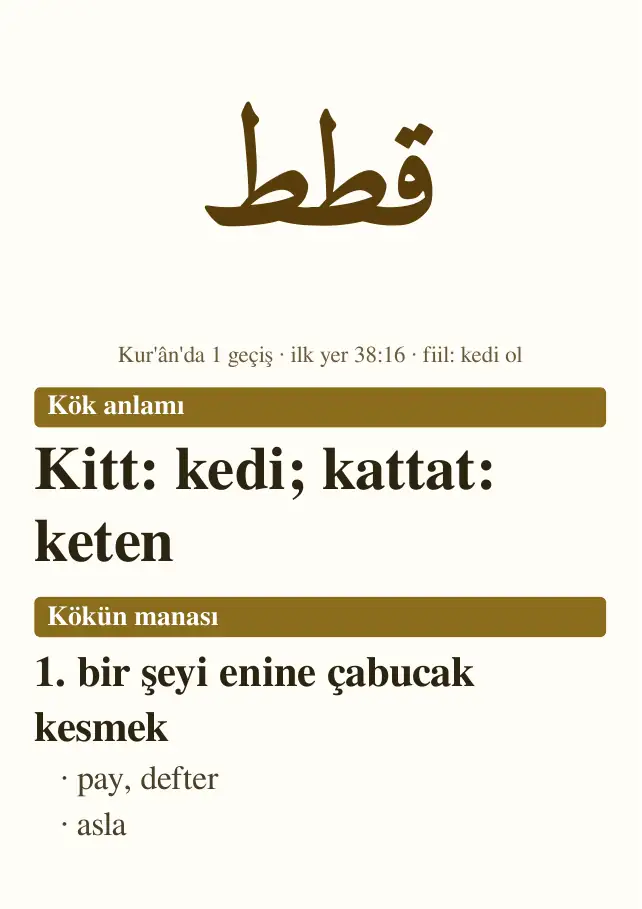 قطط
Kur'ân'da 1 geçiş · ilk yer 38:16 · fiil: kedi ol
Kök anlamı
Kitt: kedi; kattat:
keten
Kökün manası
1. bir şeyi enine çabucak
kesmek
· pay, defter
· asla